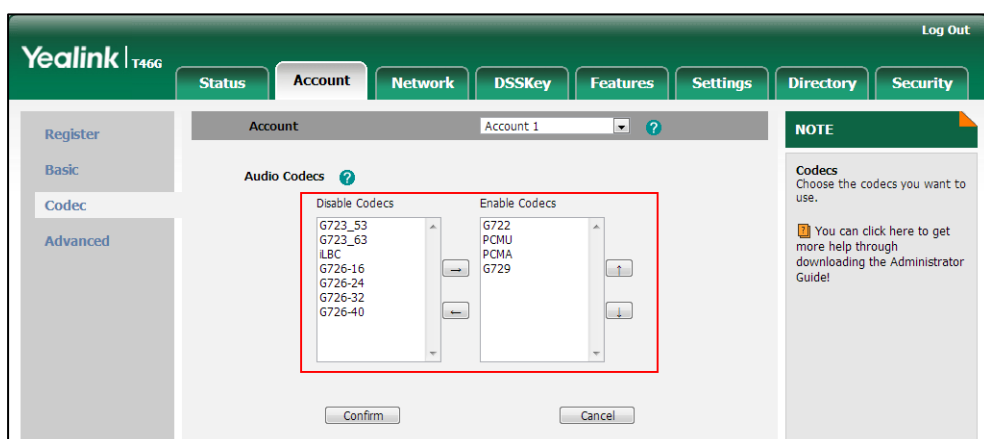 Log Out
Yealink | T46G
Status Account Network DSSKey Features Settings Directory Security
Register
Basic
Codec
Advanced
Account Account 1 ?
Audio Codecs ?
Disable Codecs
G723_53
G723_63
iLBC
G726-16
G726-24
G726-32
G726-40
→
←
Enable Codecs
G722
PCMU
PCMA
G729
↑
↓
Confirm Cancel
NOTE
Codecs
Choose the codecs you want to
use.
? You can click here to get
more help through
downloading the Administrator
Guide!